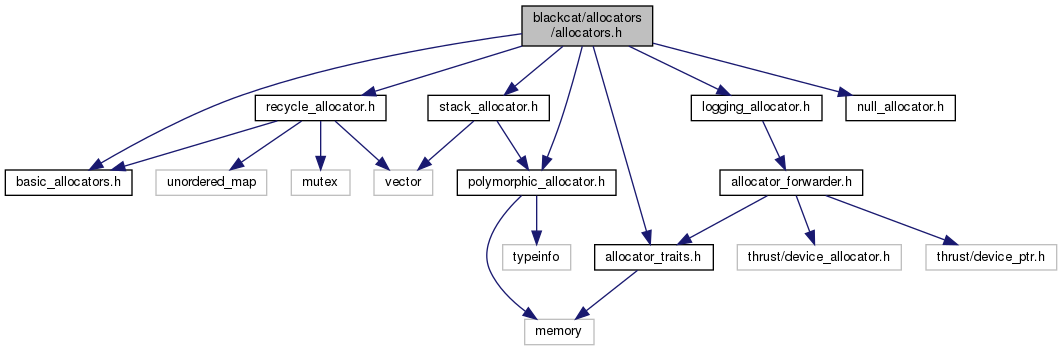 blackcat/allocators
/allocators.h
recycle_allocator.h
stack_allocator.h
logging_allocator.h
null_allocator.h
basic_allocators.h
unordered_map
mutex
vector
polymorphic_allocator.h
allocator_forwarder.h
typeinfo
allocator_traits.h
thrust/device_allocator.h
thrust/device_ptr.h
memory